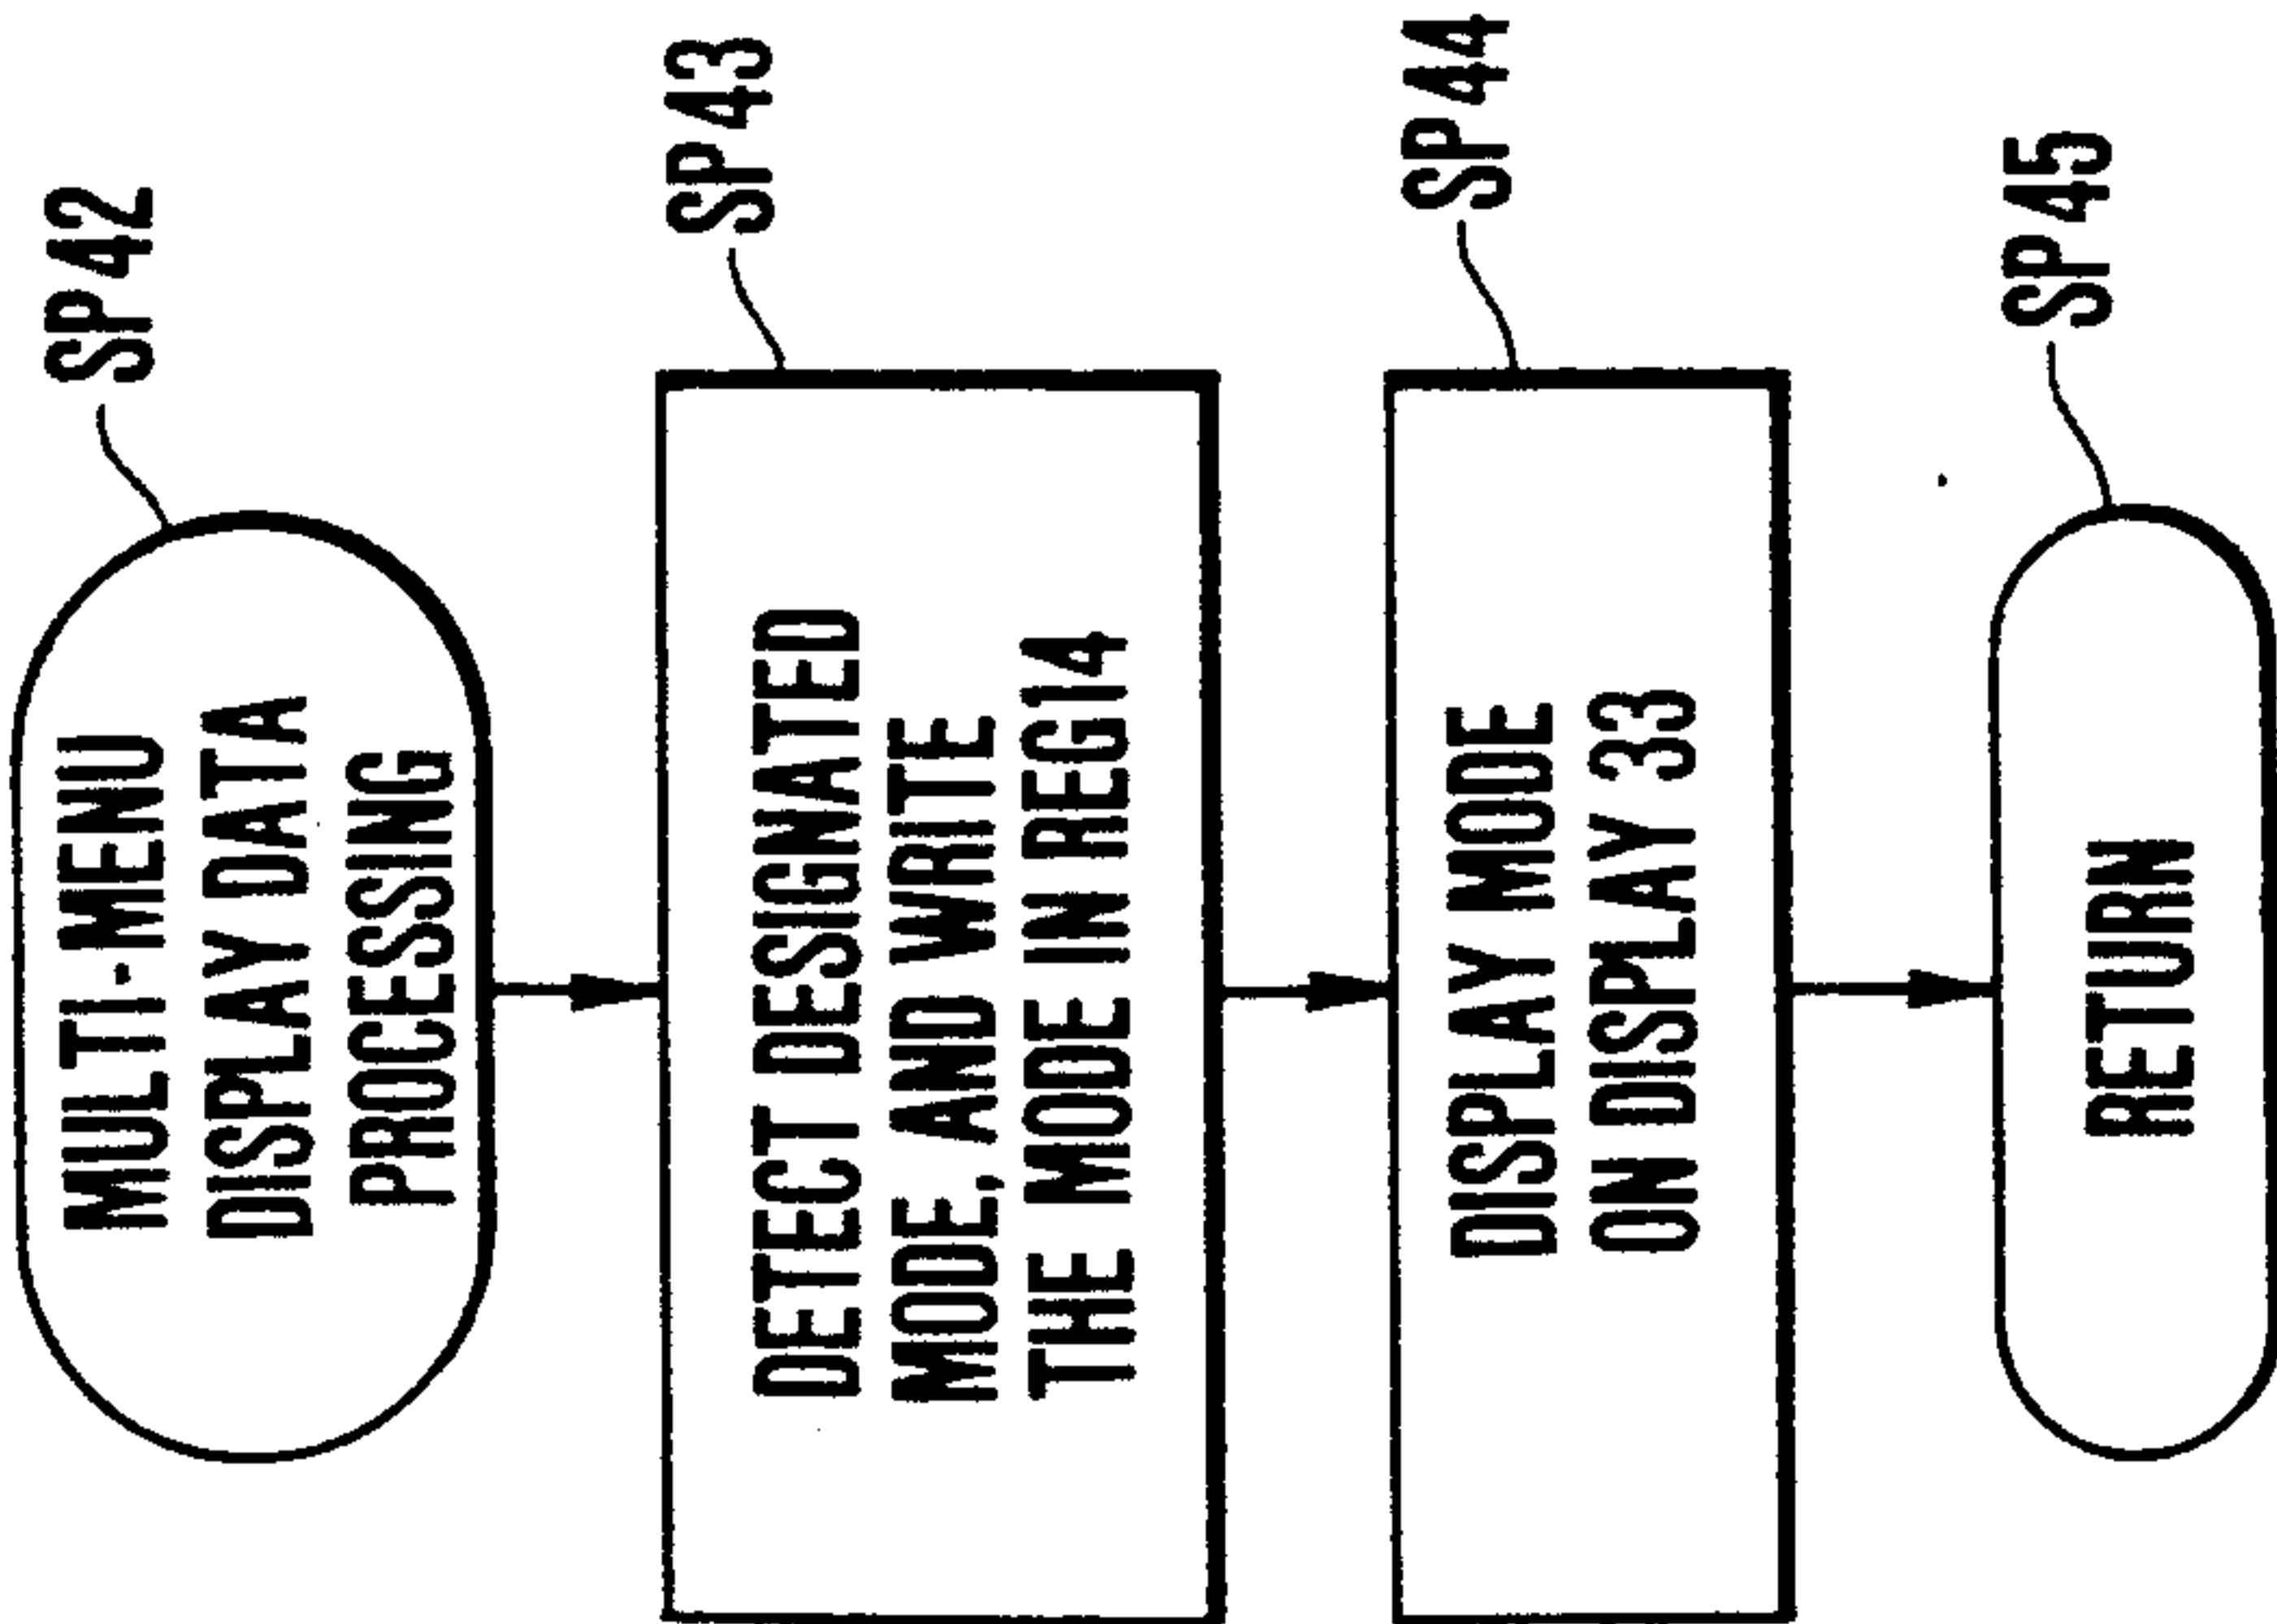 SP42
MULTI-MENU
DISPLAY DATA
PROCESSING
SP43
DETECT DESIGNATED
MODE, AND WRITE
THE MODE IN REG14
SP44
DISPLAY MODE
ON DISPLAY 33
SP45
RETURN